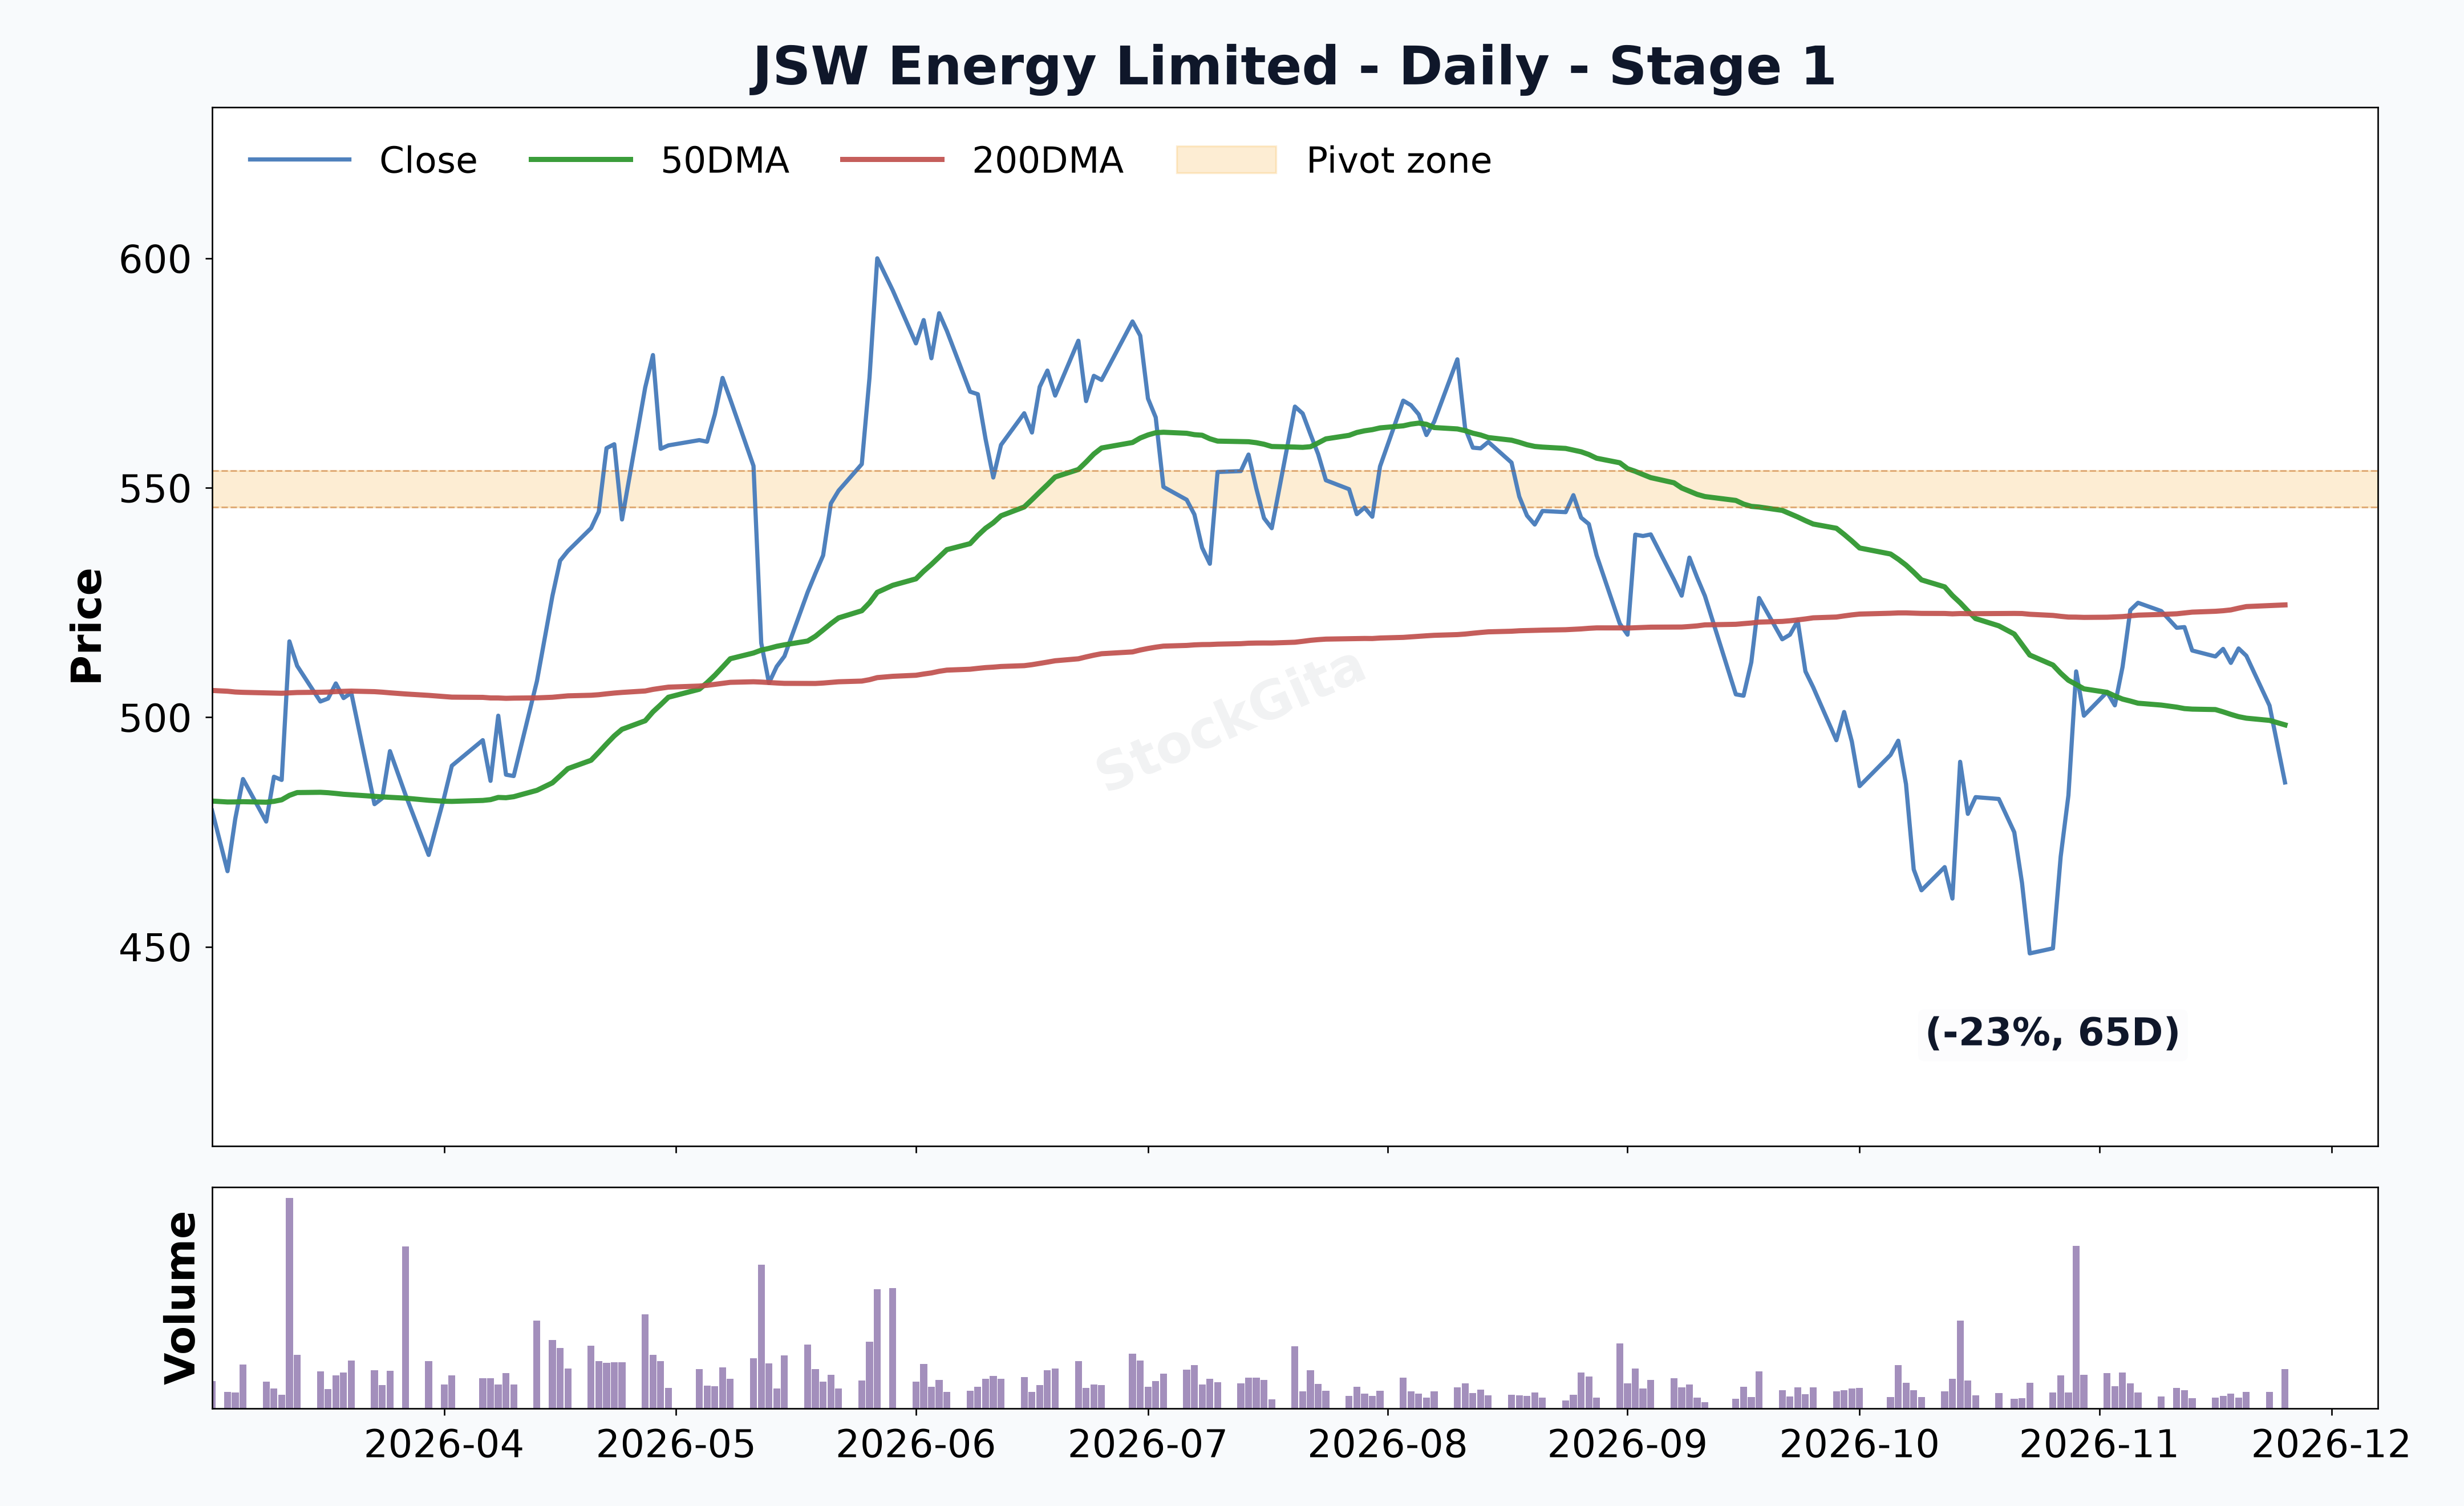 JSW Energy Limited - Daily - Stage 1
Close 50DMA 200DMA Pivot zone
600
550
500
450
Price
StockGita
(-23%, 65D)
Volume
2026-04 2026-05 2026-06 2026-07 2026-08 2026-09 2026-10 2026-11 2026-12